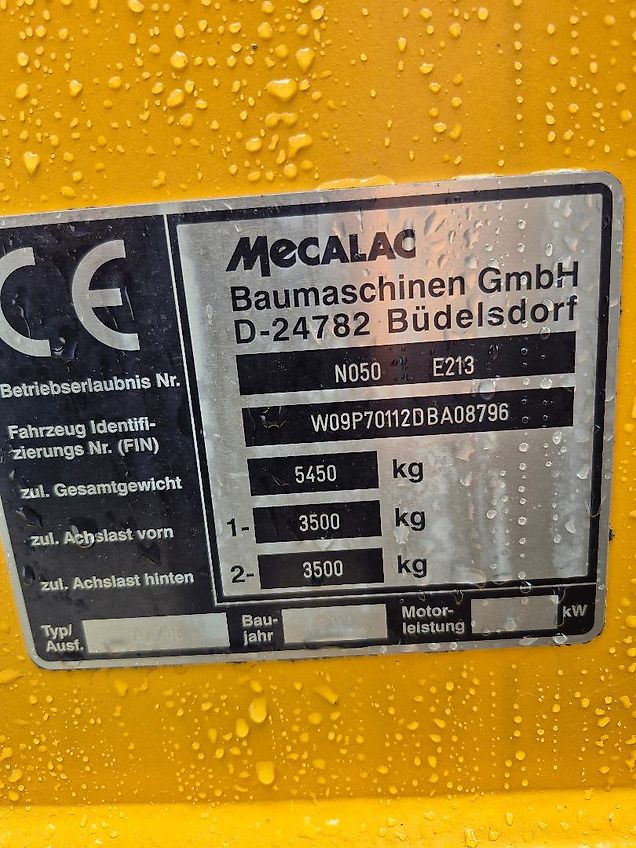 CE
MECALAC
Baumaschinen GmbH
D-24782 Büdelsdorf
Betriebserlaubnis Nr. N050 E213
Fahrzeug Identifi-
zierungs Nr. (FIN) W09P70112DBA08796
zul. Gesamtgewicht 5450 kg
zul. Achslast vorn 1- 3500 kg
zul. Achslast hinten 2- 3500 kg
Typ/
Ausf.
Bau-
jahr
Motor-
leistung kW